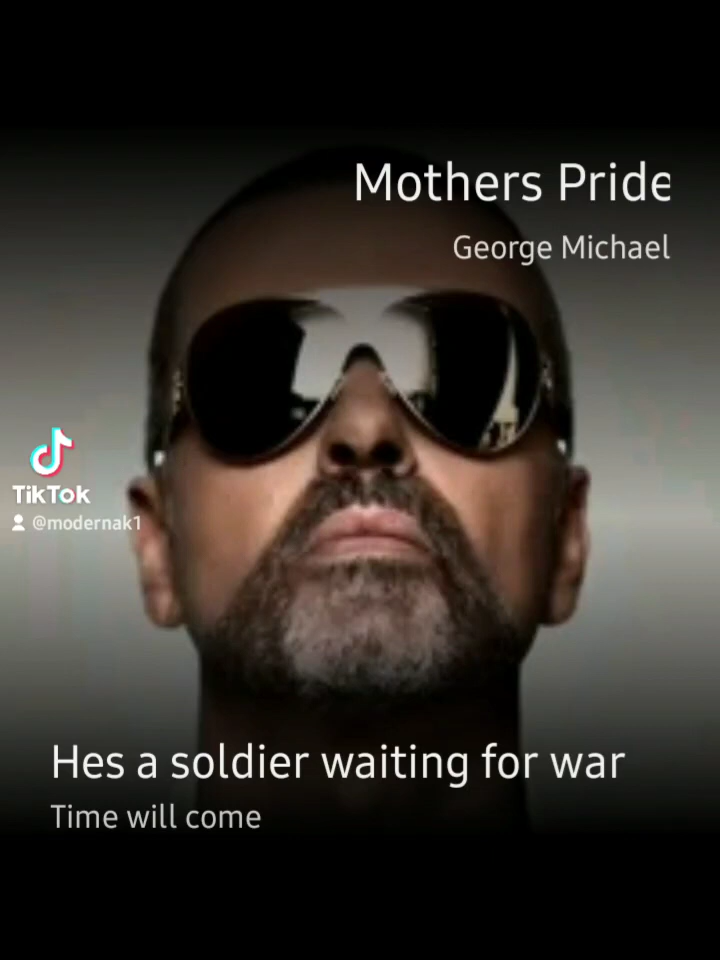 Mothers Pride
George Michael
TikTok
@modernak1
Hes a soldier waiting for war
Time will come